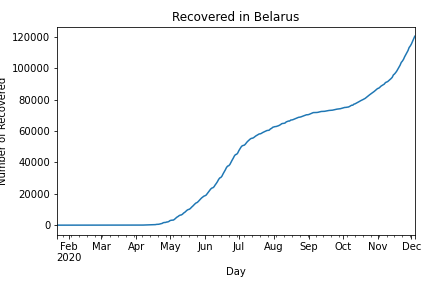 Recovered in Belarus
Number of Recovered
120000
100000
80000
60000
40000
20000
0
Feb Mar Apr May Jun Jul Aug Sep Oct Nov Dec
2020
Day